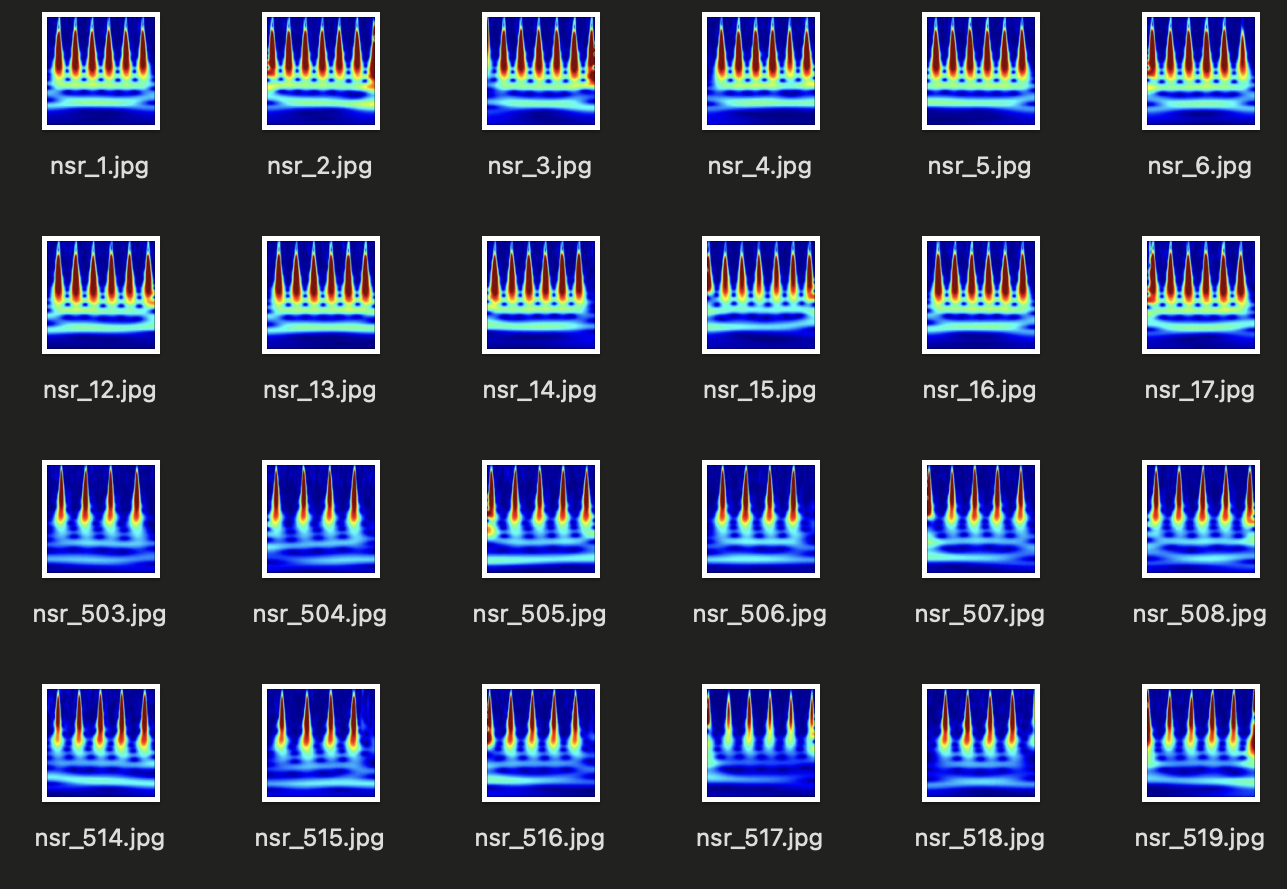 nsr_1.jpg nsr_2.jpg nsr_3.jpg nsr_4.jpg nsr_5.jpg nsr_6.jpg
nsr_12.jpg nsr_13.jpg nsr_14.jpg nsr_15.jpg nsr_16.jpg nsr_17.jpg
nsr_503.jpg nsr_504.jpg nsr_505.jpg nsr_506.jpg nsr_507.jpg nsr_508.jpg
nsr_514.jpg nsr_515.jpg nsr_516.jpg nsr_517.jpg nsr_518.jpg nsr_519.jpg